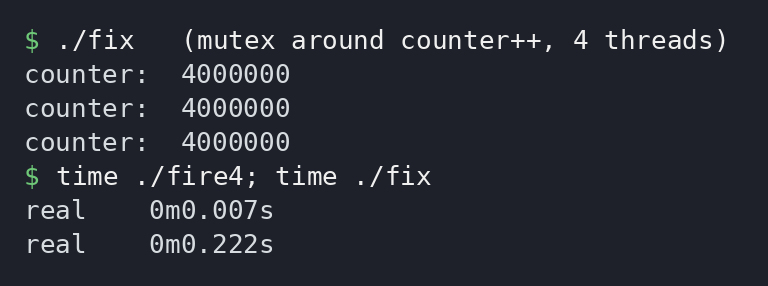 $ ./fix   (mutex around counter++, 4 threads)
counter:  4000000
counter:  4000000
counter:  4000000
$ time ./fire4; time ./fix
real    0m0.007s
real    0m0.222s